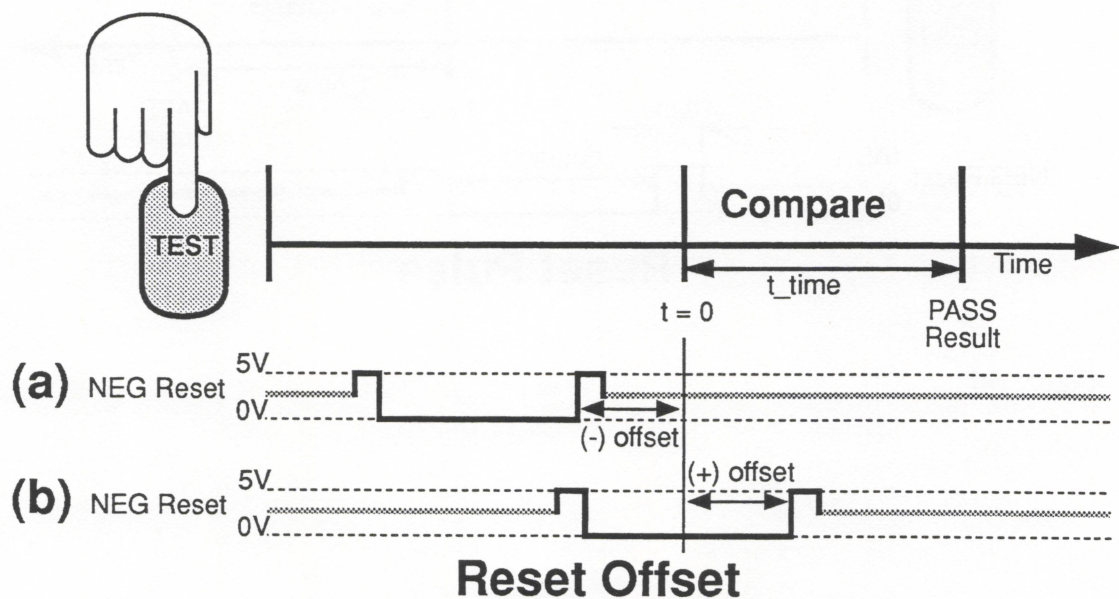 TEST
Compare
Time
t_time
t = 0
PASS
Result
(a) NEG Reset
5V
0V
(-) offset
(b) NEG Reset
5V
0V
(+) offset
Reset Offset